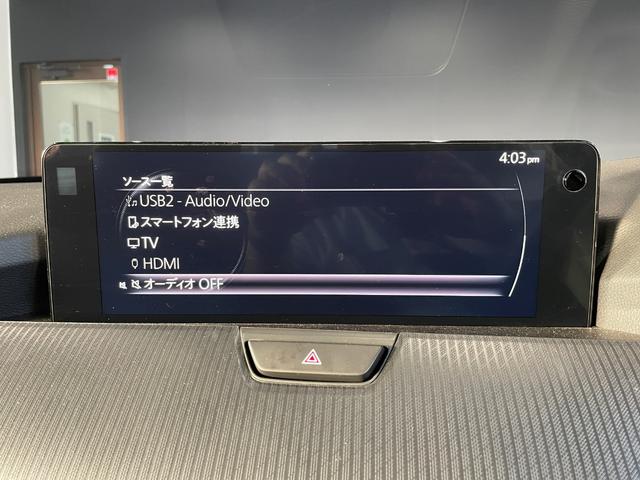 4:03pm
ソース一覧
USB2 - Audio/Video
スマートフォン連携
TV
HDMI
オーディオ OFF